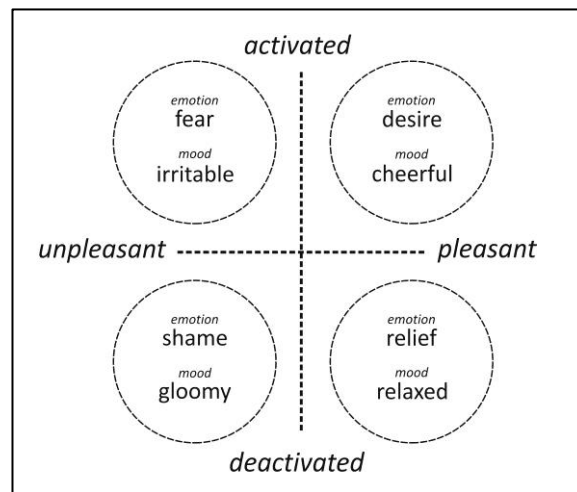 activated
emotion
fear
mood
irritable
emotion
desire
mood
cheerful
unpleasant
pleasant
emotion
shame
mood
gloomy
emotion
relief
mood
relaxed
deactivated